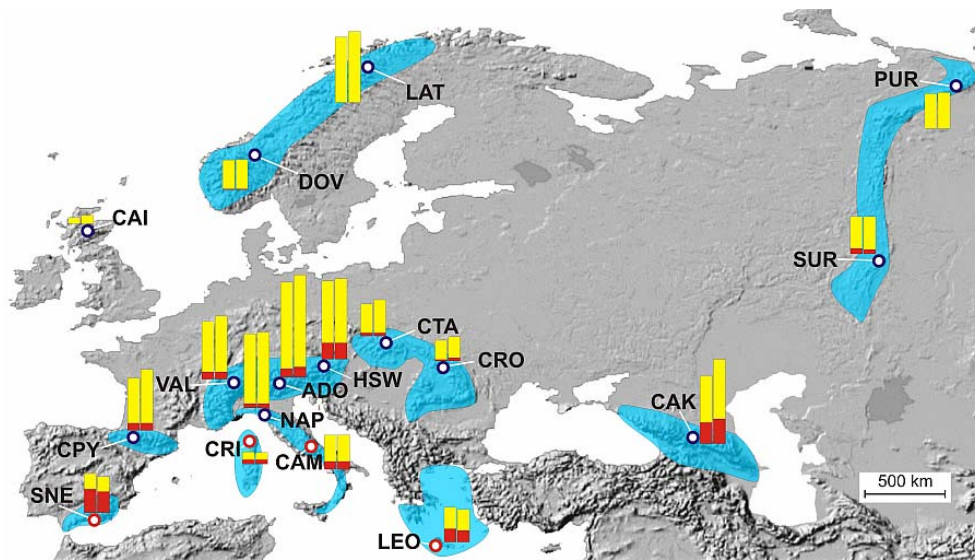 PUR
LAT
DOV
CAI
SUR
CTA
CRO
VAL
HSW
ADO
NAP
CAK
CPY
CRI
CAM
SNE
500 km
LEO